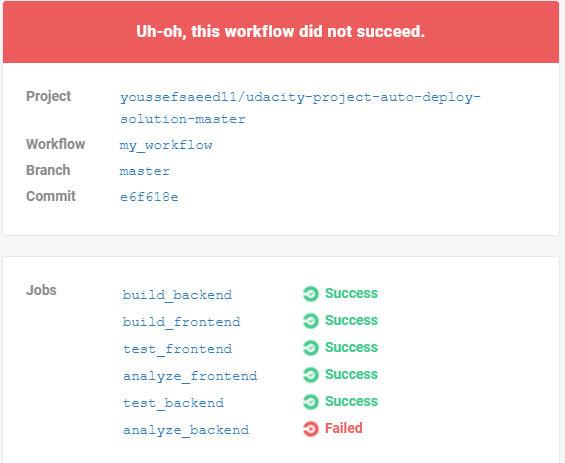 Uh-oh, this workflow did not succeed.
Project youssefsaeed11/udacity-project-auto-deploy-
solution-master
Workflow my_workflow
Branch master
Commit e6f618e
Jobs build_backend Success
build_frontend Success
test_frontend Success
analyze_frontend Success
test_backend Success
analyze_backend Failed